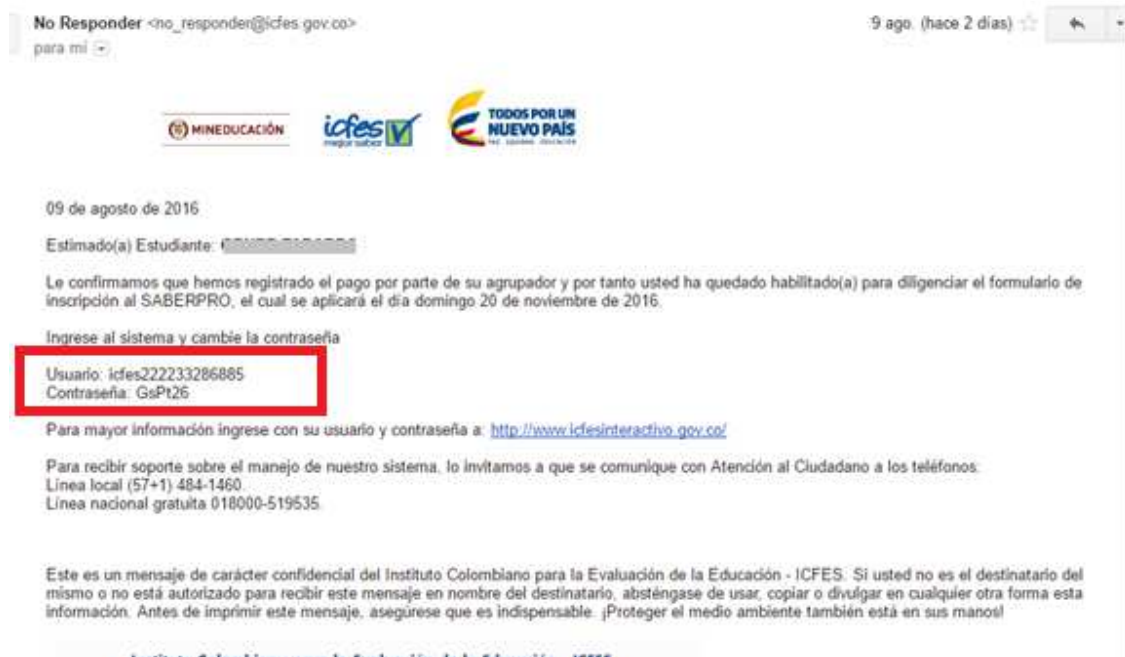 No Responder <no_responder@icfes.gov.co>
9 ago. (hace 2 días)
para mí
MINEDUCACIÓN
icfes
mejor saber
TODOS POR UN
NUEVO PAÍS
PAZ EQUIDAD EDUCACIÓN
09 de agosto de 2016
Estimado(a) Estudiante:
Le confirmamos que hemos registrado el pago por parte de su agrupador y por tanto usted ha quedado habilitado(a) para diligenciar el formulario de
inscripción al SABERPRO, el cual se aplicará el día domingo 20 de noviembre de 2016.
Ingrese al sistema y cambie la contraseña
Usuario: icfes222233286885
Contraseña: GsPt26
Para mayor información ingrese con su usuario y contraseña a: http://www.icfesinteractivo.gov.co/
Para recibir soporte sobre el manejo de nuestro sistema, lo invitamos a que se comunique con Atención al Ciudadano a los teléfonos:
Línea local (57+1) 484-1460.
Línea nacional gratuita 018000-519535.
Este es un mensaje de carácter confidencial del Instituto Colombiano para la Evaluación de la Educación - ICFES. Si usted no es el destinatario del
mismo o no está autorizado para recibir este mensaje en nombre del destinatario, absténgase de usar, copiar o divulgar en cualquier otra forma esta
información. Antes de imprimir este mensaje, asegúrese que es indispensable. ¡Proteger el medio ambiente también está en sus manos!